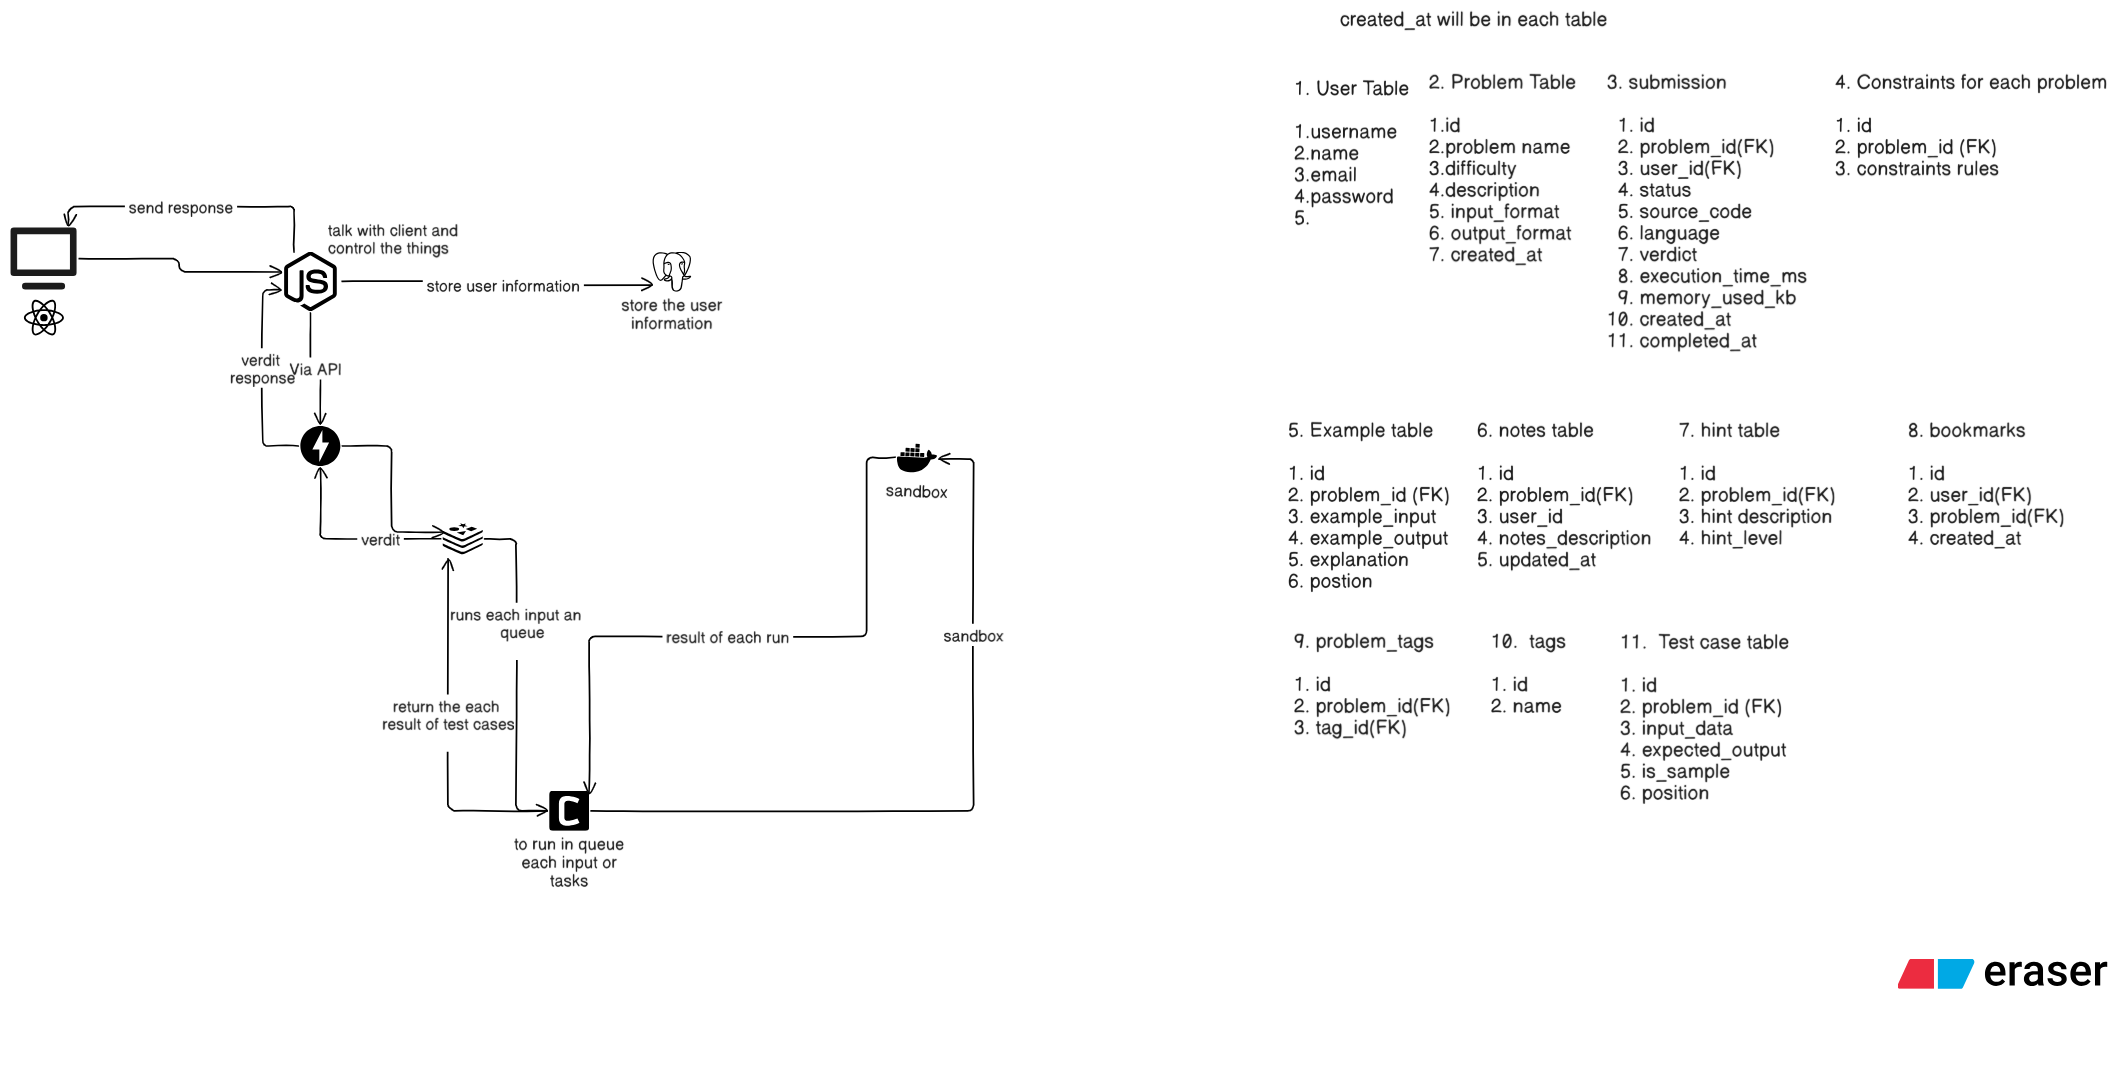 created_at will be in each table
send response
talk with client and
control the things
JS
store user information
store the user
information
verdit
response
Via API
verdit
runs each input an
queue
return the each
result of test cases
sandbox
result of each run
sandbox
C
to run in queue
each input or
tasks
1. User Table
1.username
2.name
3.email
4.password
5.
2. Problem Table
1.id
2.problem name
3.difficulty
4.description
5. input_format
6. output_format
7. created_at
3. submission
1. id
2. problem_id(FK)
3. user_id(FK)
4. status
5. source_code
6. language
7. verdict
8. execution_time_ms
9. memory_used_kb
10. created_at
11. completed_at
4. Constraints for each problem
1. id
2. problem_id (FK)
3. constraints rules
5. Example table
1. id
2. problem_id (FK)
3. example_input
4. example_output
5. explanation
6. postion
6. notes table
1. id
2. problem_id(FK)
3. user_id
4. notes_description
5. updated_at
7. hint table
1. id
2. problem_id(FK)
3. hint description
4. hint_level
8. bookmarks
1. id
2. user_id(FK)
3. problem_id(FK)
4. created_at
9. problem_tags
1. id
2. problem_id(FK)
3. tag_id(FK)
10. tags
1. id
2. name
11. Test case table
1. id
2. problem_id (FK)
3. input_data
4. expected_output
5. is_sample
6. position
eraser